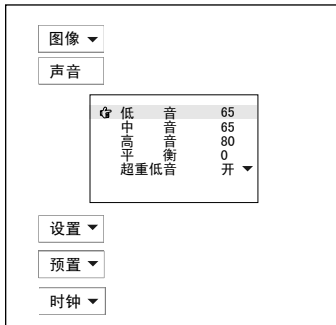 图像
声音
低 音 65
中 音 65
高 音 80
平 衡 0
超重低音 开
设置
预置
时钟